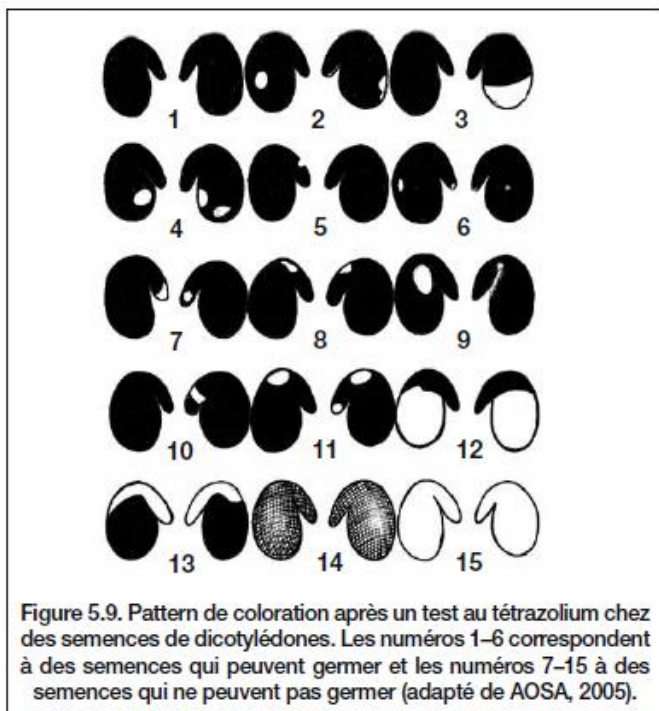 1 2 3
4 5 6
7 8 9
10 11 12
13 14 15
Figure 5.9. Pattern de coloration après un test au tétrazolium chez
des semences de dicotylédones. Les numéros 1–6 correspondent
à des semences qui peuvent germer et les numéros 7–15 à des
semences qui ne peuvent pas germer (adapté de AOSA, 2005).